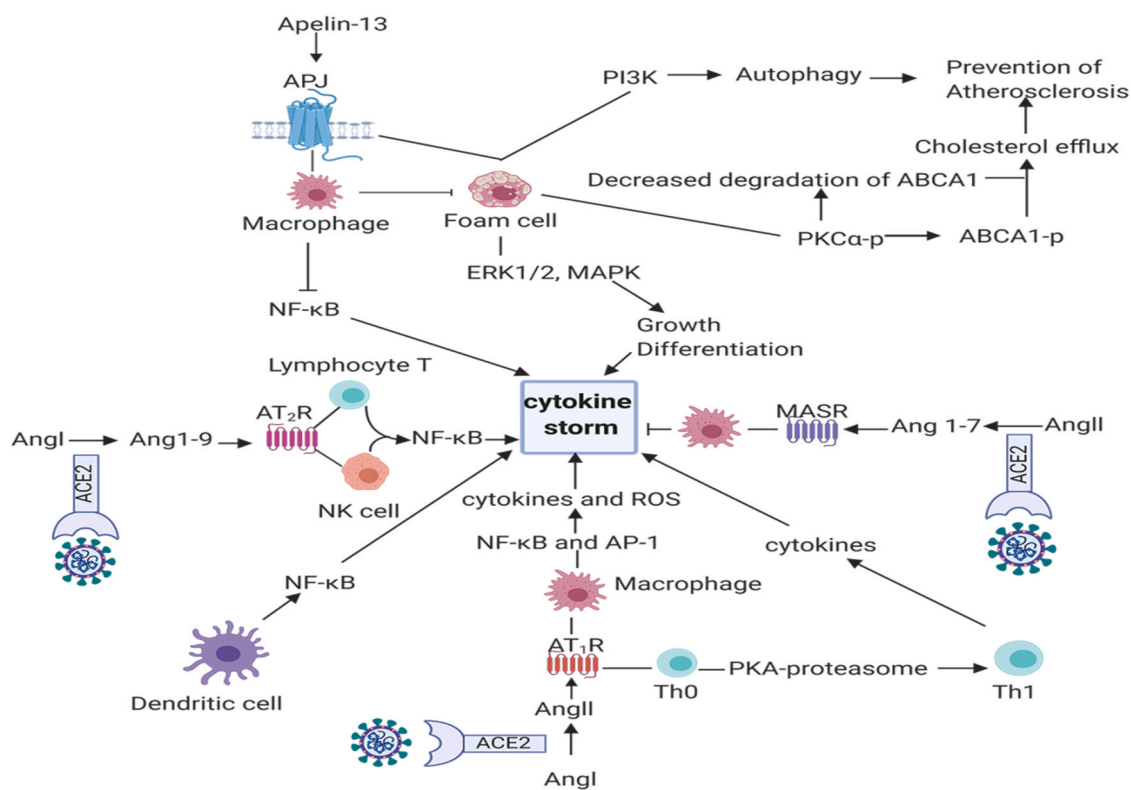 Apelin-13
APJ
PI3K
Autophagy
Prevention of
Atherosclerosis
Cholesterol efflux
Decreased degradation of ABCA1
Macrophage
Foam cell
PKCα-p
ABCA1-p
ERK1/2, MAPK
NF-κB
Growth
Differentiation
Lymphocyte T
cytokine
storm
AT₂R
MASR
AngI
Ang1-9
NF-κB
Ang 1-7
AngII
ACE2
ACE2
NK cell
cytokines and ROS
NF-κB and AP-1
cytokines
NF-κB
Macrophage
AT₁R
PKA-proteasome
Th0
Th1
Dendritic cell
AngII
ACE2
AngI